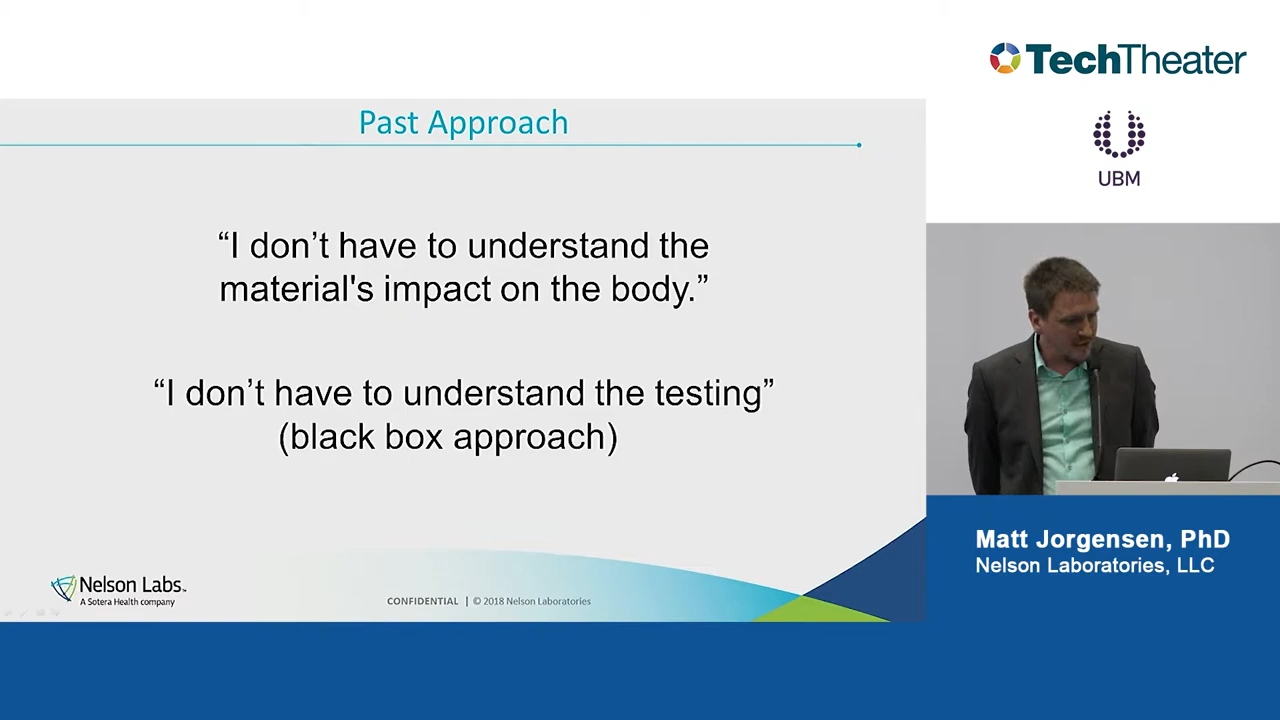 TechTheater
UBM
Past Approach
“I don’t have to understand the
material's impact on the body.”
“I don’t have to understand the testing”
(black box approach)
Nelson Labs™
A Sotera Health company
CONFIDENTIAL | © 2018 Nelson Laboratories
Matt Jorgensen, PhD
Nelson Laboratories, LLC